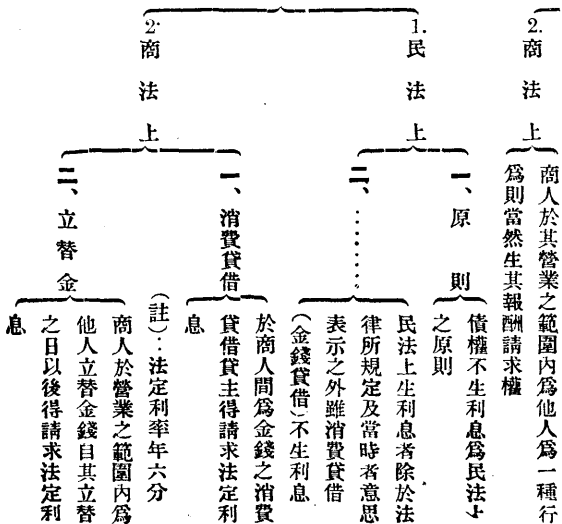 2.商法上
商人於其營業之範圍內爲他人爲一種行
爲則當然生其報酬請求權
1.民法上
一、原則
債權不生利息爲民法上
之原則
二、………
民法上生利息者除於法
律所規定及當時者意思
表示之外雖消費貸借
(金錢貸借)不生利息
2.商法上
一、消費貸借
於商人間爲金錢之消費
貸借貸主得請求法定利
息
(註)：法定利率年六分
二、立替金
商人於營業之範圍內爲
他人立替金錢自其立替
之日以後得請求法定利
息